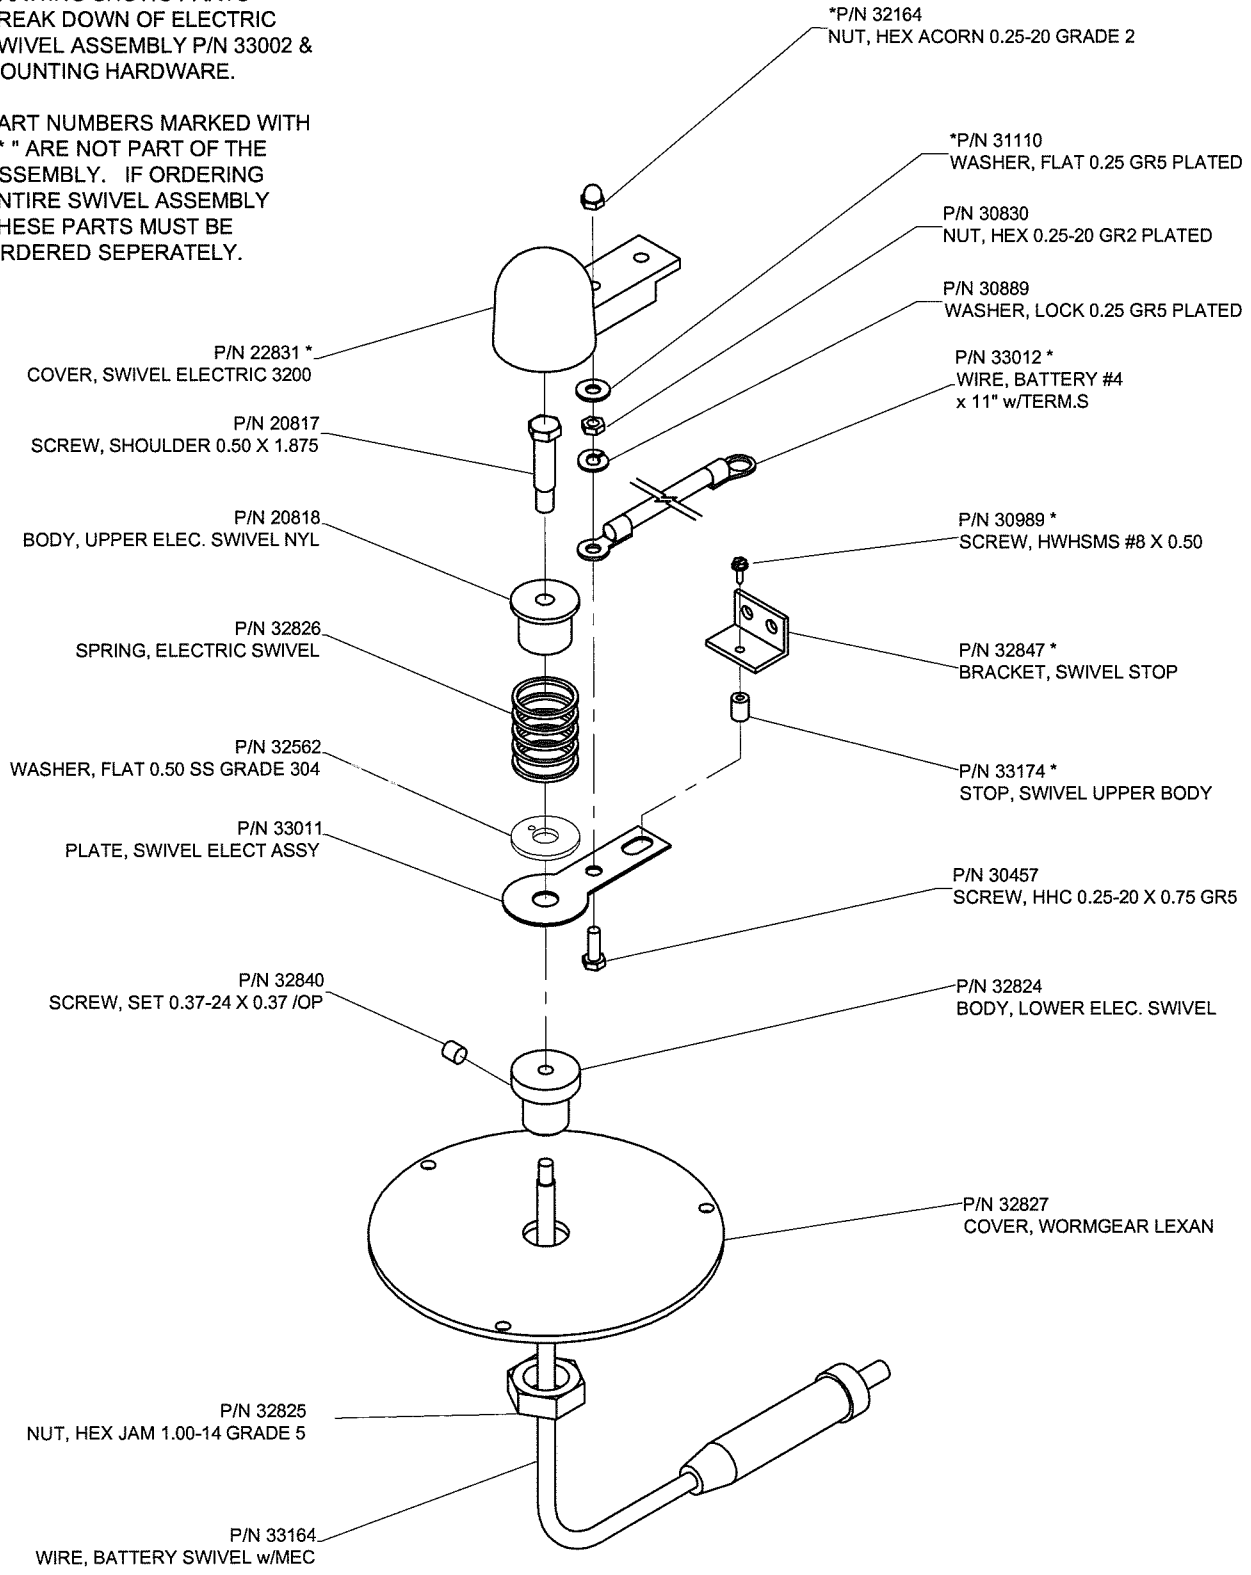 REAK DOWN OF ELECTRIC
WIVEL ASSEMBLY P/N 33002 &
OUNTING HARDWARE.
ART NUMBERS MARKED WITH
* " ARE NOT PART OF THE
SSEMBLY. IF ORDERING
NTIRE SWIVEL ASSEMBLY
HESE PARTS MUST BE
RDERED SEPERATELY.
*P/N 32164
NUT, HEX ACORN 0.25-20 GRADE 2
*P/N 31110
WASHER, FLAT 0.25 GR5 PLATED
P/N 30830
NUT, HEX 0.25-20 GR2 PLATED
P/N 30889
WASHER, LOCK 0.25 GR5 PLATED
P/N 22831 *
COVER, SWIVEL ELECTRIC 3200
P/N 33012 *
WIRE, BATTERY #4
x 11" w/TERM.S
P/N 20817
SCREW, SHOULDER 0.50 X 1.875
P/N 20818
BODY, UPPER ELEC. SWIVEL NYL
P/N 30989 *
SCREW, HWHSMS #8 X 0.50
P/N 32826
SPRING, ELECTRIC SWIVEL
P/N 32847 *
BRACKET, SWIVEL STOP
P/N 32562
WASHER, FLAT 0.50 SS GRADE 304
P/N 33174 *
STOP, SWIVEL UPPER BODY
P/N 33011
PLATE, SWIVEL ELECT ASSY
P/N 30457
SCREW, HHC 0.25-20 X 0.75 GR5
P/N 32840
SCREW, SET 0.37-24 X 0.37 /OP
P/N 32824
BODY, LOWER ELEC. SWIVEL
P/N 32827
COVER, WORMGEAR LEXAN
P/N 32825
NUT, HEX JAM 1.00-14 GRADE 5
P/N 33164
WIRE, BATTERY SWIVEL w/MEC